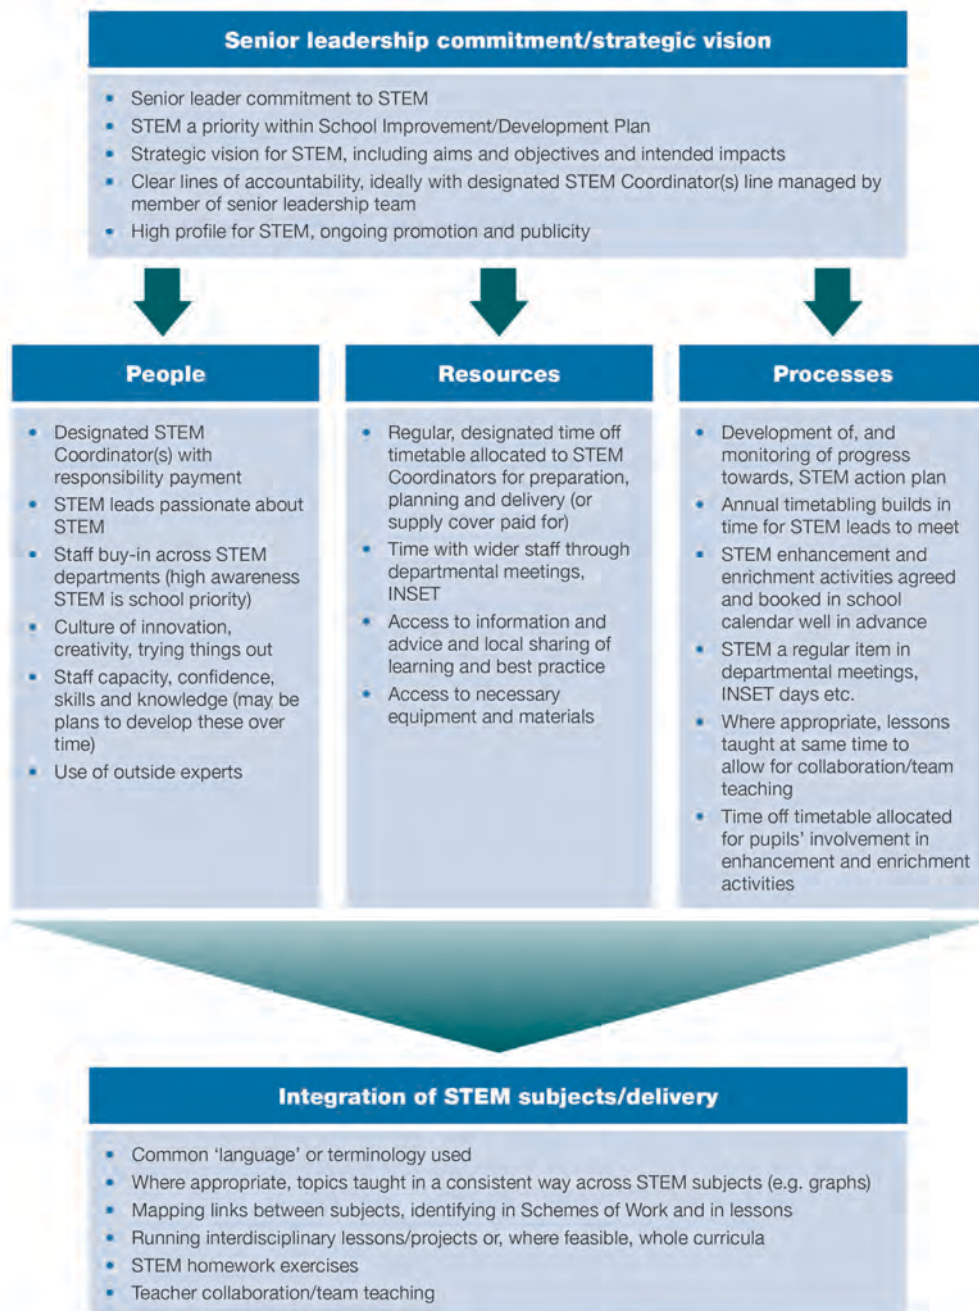 Senior leadership commitment/strategic vision
• Senior leader commitment to STEM
• STEM a priority within School Improvement/Development Plan
• Strategic vision for STEM, including aims and objectives and intended impacts
• Clear lines of accountability, ideally with designated STEM Coordinator(s) line managed by
member of senior leadership team
• High profile for STEM, ongoing promotion and publicity
People
• Designated STEM
Coordinator(s) with
responsibility payment
• STEM leads passionate about
STEM
• Staff buy-in across STEM
departments (high awareness
STEM is school priority)
• Culture of innovation,
creativity, trying things out
• Staff capacity, confidence,
skills and knowledge (may be
plans to develop these over
time)
• Use of outside experts
Resources
• Regular, designated time off
timetable allocated to STEM
Coordinators for preparation,
planning and delivery (or
supply cover paid for)
• Time with wider staff through
departmental meetings,
INSET
• Access to information and
advice and local sharing of
learning and best practice
• Access to necessary
equipment and materials
Processes
• Development of, and
monitoring of progress
towards, STEM action plan
• Annual timetabling builds in
time for STEM leads to meet
• STEM enhancement and
enrichment activities agreed
and booked in school
calendar well in advance
• STEM a regular item in
departmental meetings,
INSET days etc.
• Where appropriate, lessons
taught at same time to
allow for collaboration/team
teaching
• Time off timetable allocated
for pupils' involvement in
enhancement and enrichment
activities
Integration of STEM subjects/delivery
• Common 'language' or terminology used
• Where appropriate, topics taught in a consistent way across STEM subjects (e.g. graphs)
• Mapping links between subjects, identifying in Schemes of Work and in lessons
• Running interdisciplinary lessons/projects or, where feasible, whole curricula
• STEM homework exercises
• Teacher collaboration/team teaching